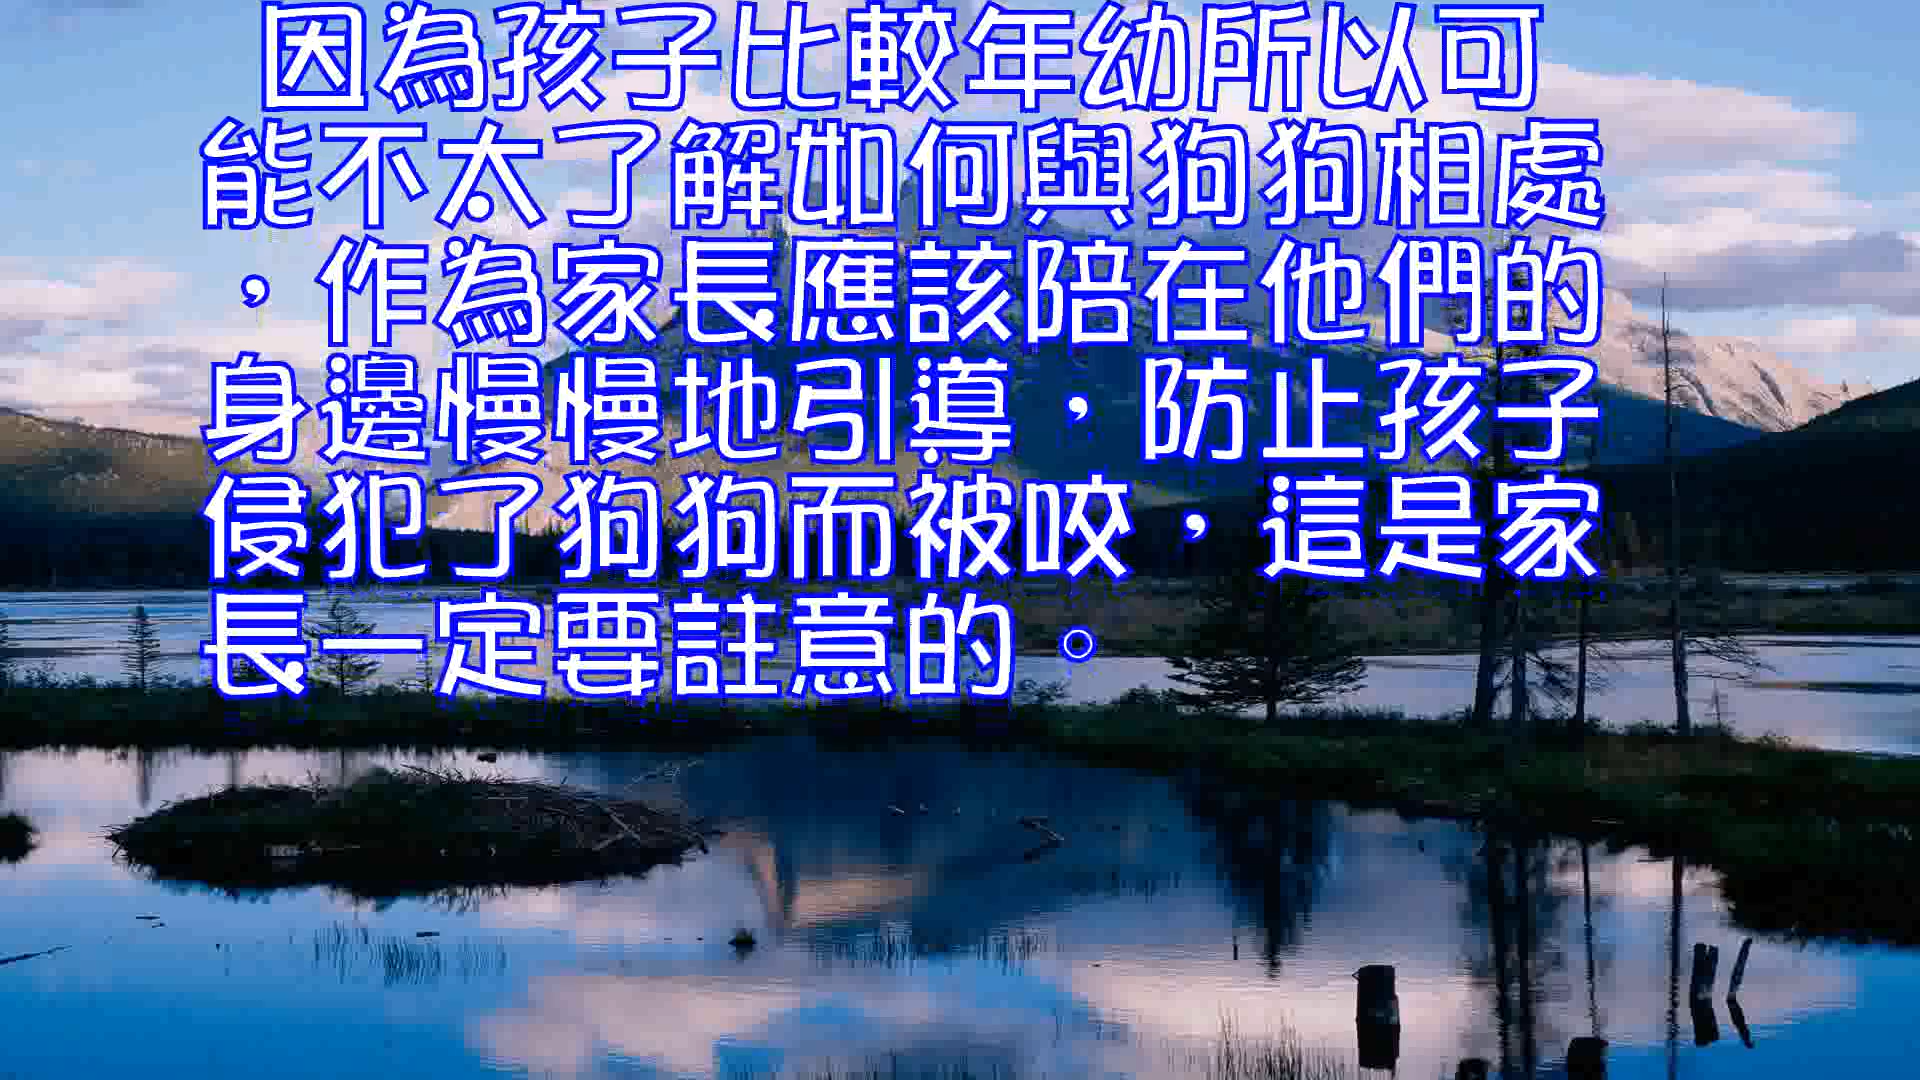 因為孩子比較年幼所以可
能不太了解如何與狗狗相處
，作為家長應該陪在他們的
身邊慢慢地引導，防止孩子
侵犯了狗狗而被咬，這是家
長一定要註意的。